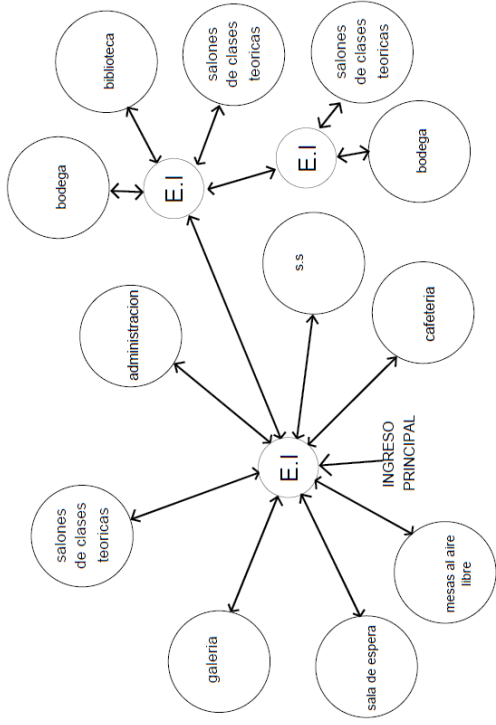 salones
de clases
teoricas
galeria
sala de espera
mesas al aire
libre
INGRESO
PRINCIPAL
E.I
administracion
s.s
cafeteria
bodega
biblioteca
E.I
salones
de clases
teoricas
E.I
salones
de clases
teoricas
bodega